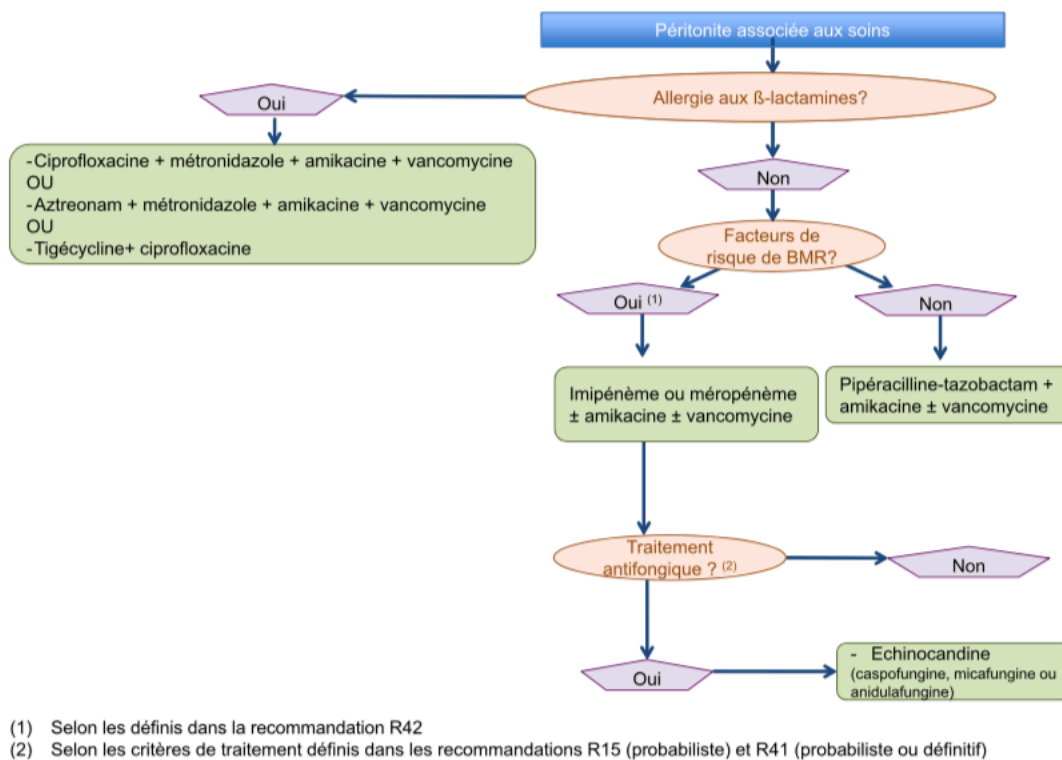 Péritonite associée aux soins
Allergie aux ß-lactamines?
Oui
-Ciprofloxacine + métronidazole + amikacine + vancomycine
OU
-Aztreonam + métronidazole + amikacine + vancomycine
OU
-Tigécycline+ ciprofloxacine
Non
Facteurs de
risque de BMR?
Oui (1)
Non
Imipénème ou méropénème
± amikacine ± vancomycine
Pipéracilline-tazobactam +
amikacine ± vancomycine
Traitement
antifongique ? (2)
Non
Oui
- Echinocandine
(caspofungine, micafungine ou
anidulafungine)
(1) Selon les définis dans la recommandation R42
(2) Selon les critères de traitement définis dans les recommandations R15 (probabiliste) et R41 (probabiliste ou définitif)